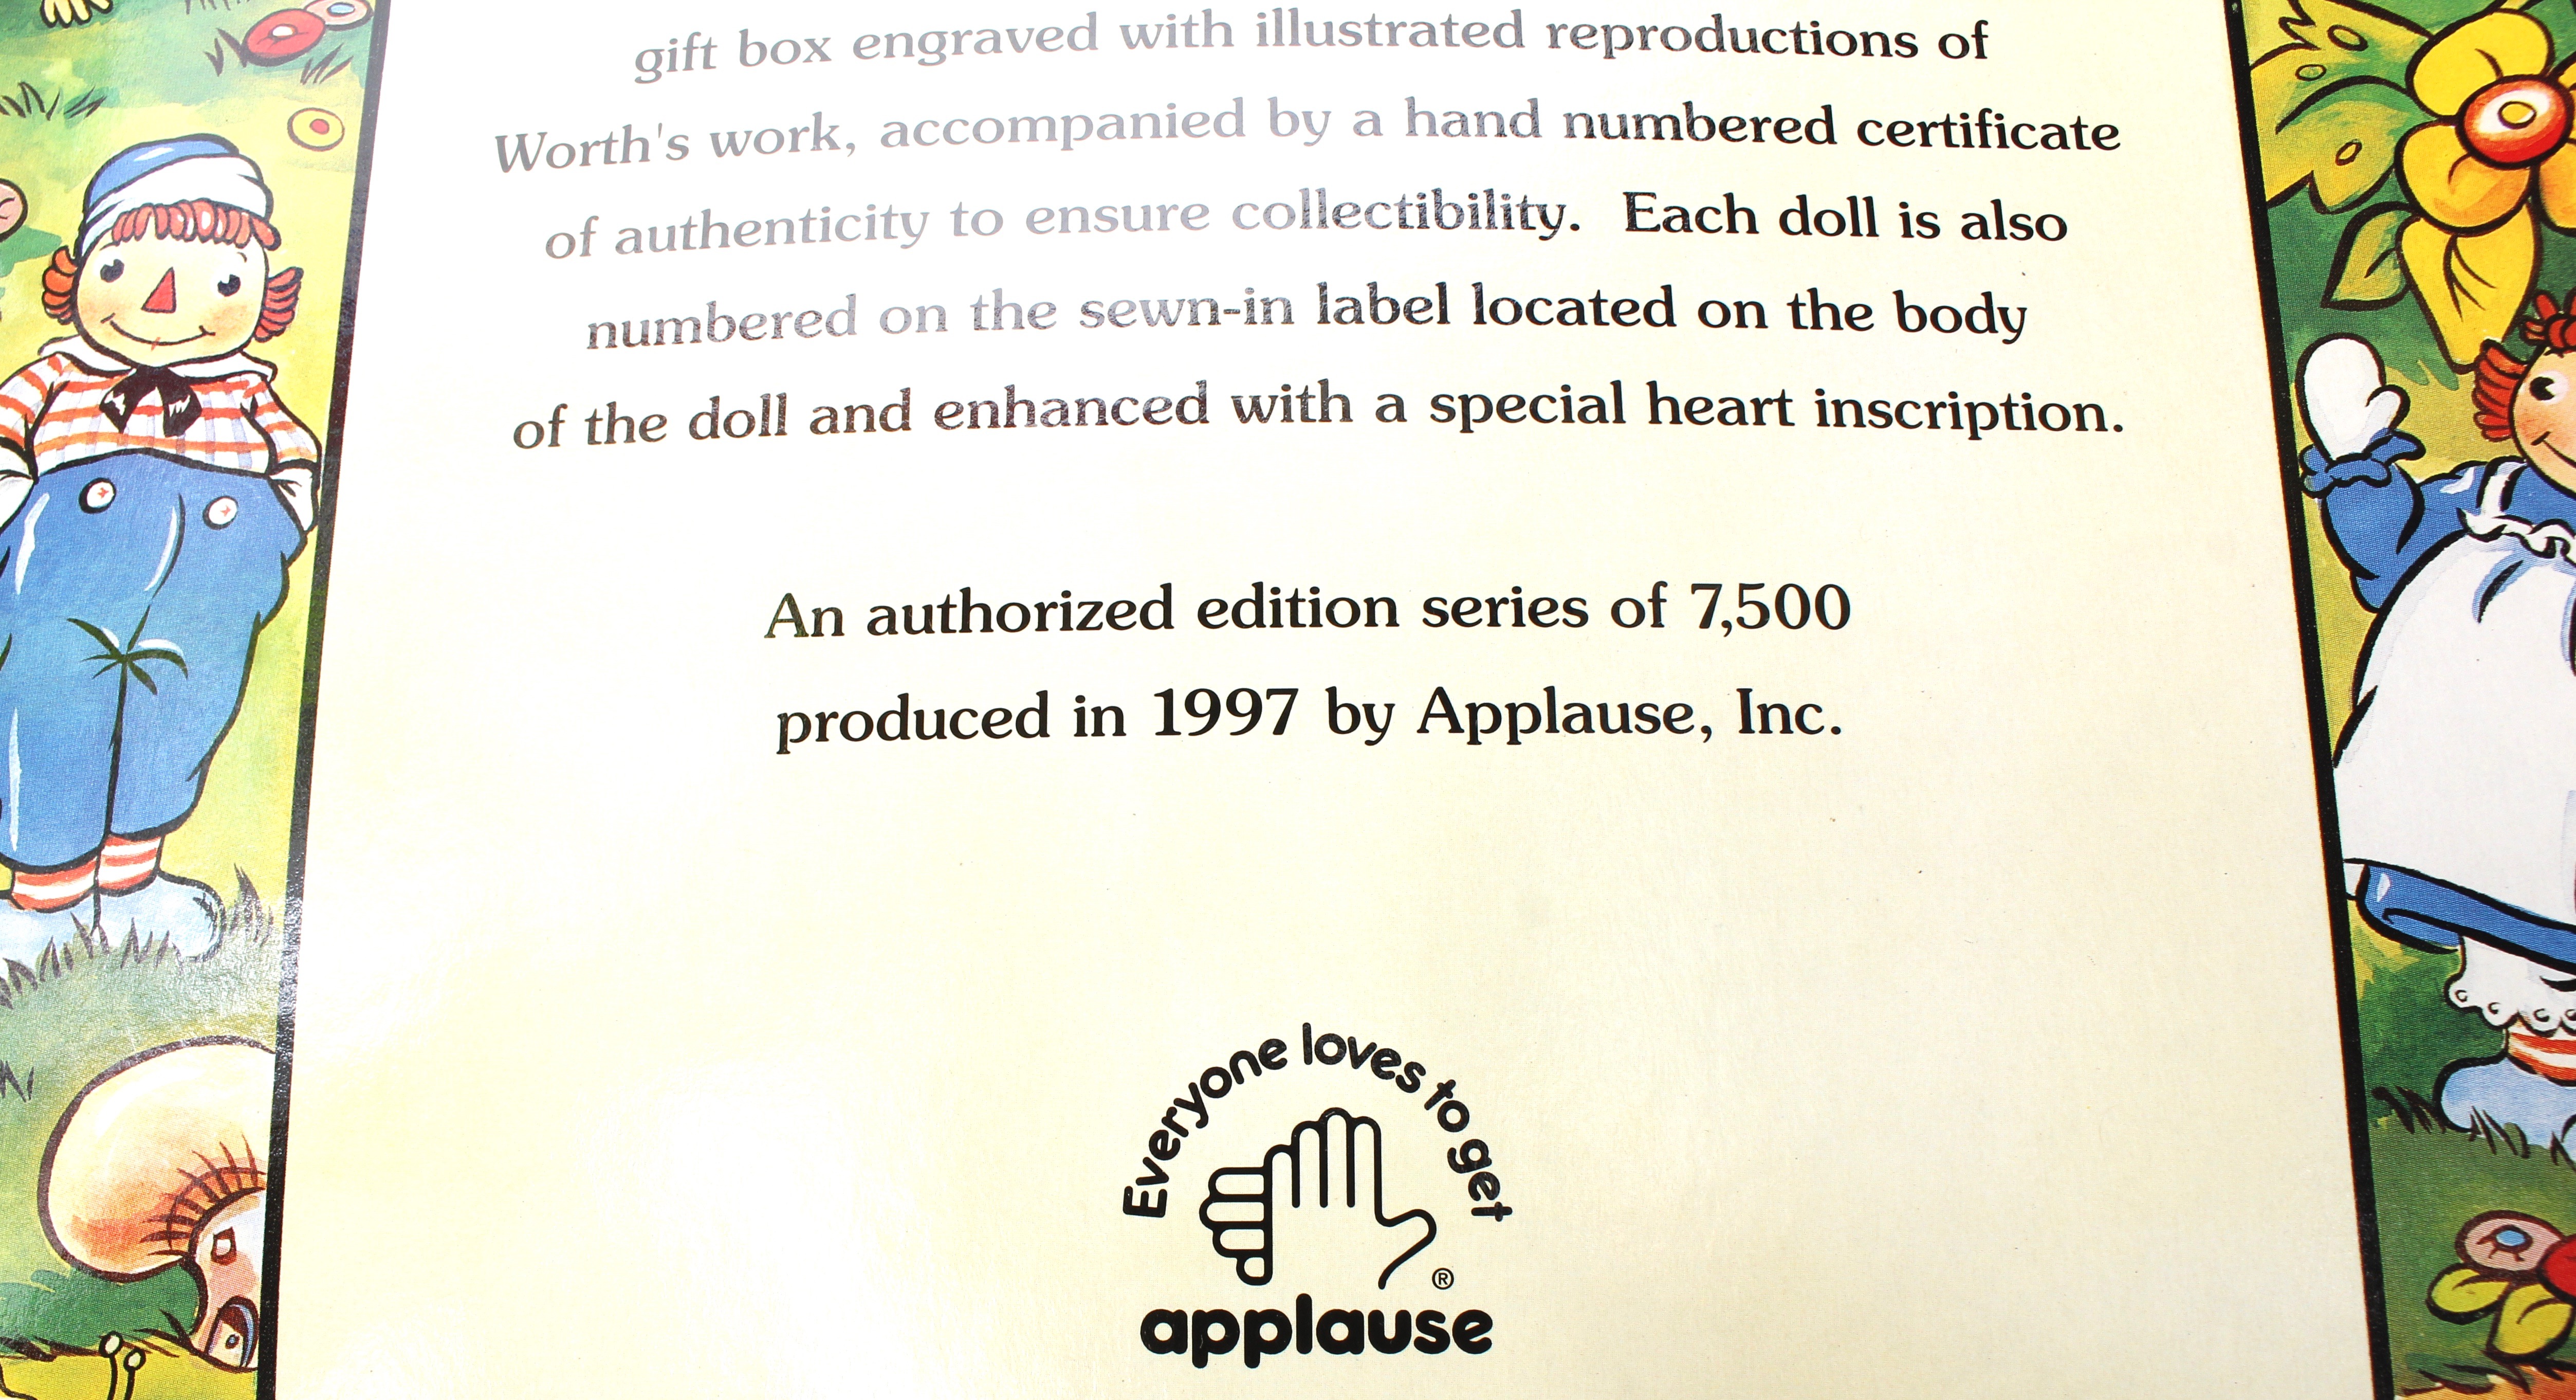 gift box engraved with illustrated reproductions of
Worth's work, accompanied by a hand numbered certificate
of authenticity to ensure collectibility.  Each doll is also
numbered on the sewn-in label located on the body
of the doll and enhanced with a special heart inscription.
An authorized edition series of 7,500
produced in 1997 by Applause, Inc.
Everyone loves to get
®
applause